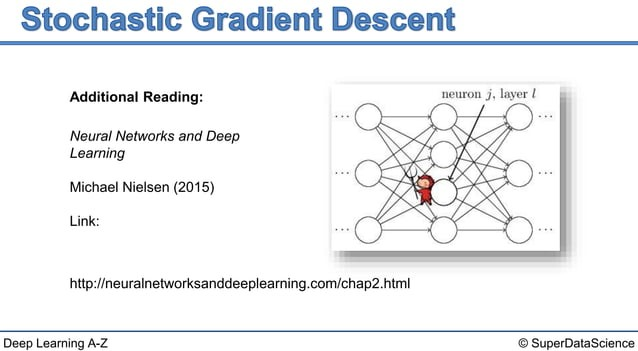 Stochastic Gradient Descent
Additional Reading:
Neural Networks and Deep
Learning
Michael Nielsen (2015)
Link:
http://neuralnetworksanddeeplearning.com/chap2.html
neuron j, layer l
...
...
...
...
...
...
Deep Learning A-Z
© SuperDataScience